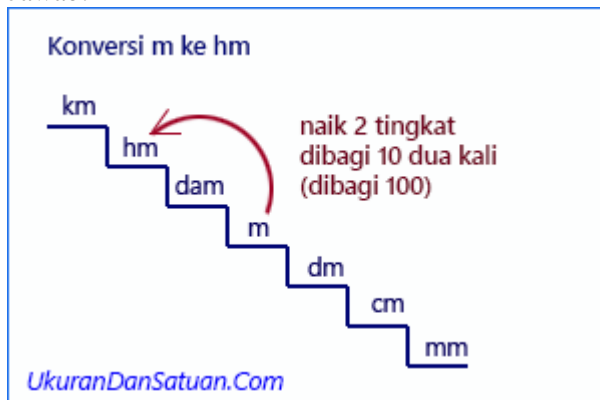 Konversi m ke hm
km
hm
dam
m
dm
cm
mm
naik 2 tingkat
dibagi 10 dua kali
(dibagi 100)
UkuranDanSatuan.Com